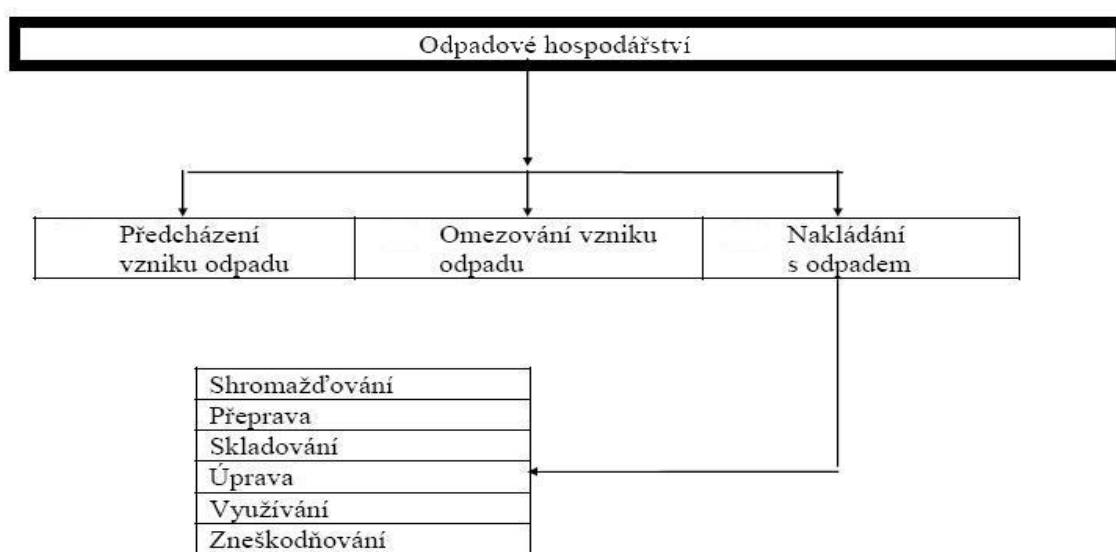 Odpadové hospodářství
Předcházení
vzniku odpadu
Omezování vzniku
odpadu
Nakládání
s odpadem
Shromažďování
Přeprava
Skladování
Úprava
Využívání
Zneškodňování